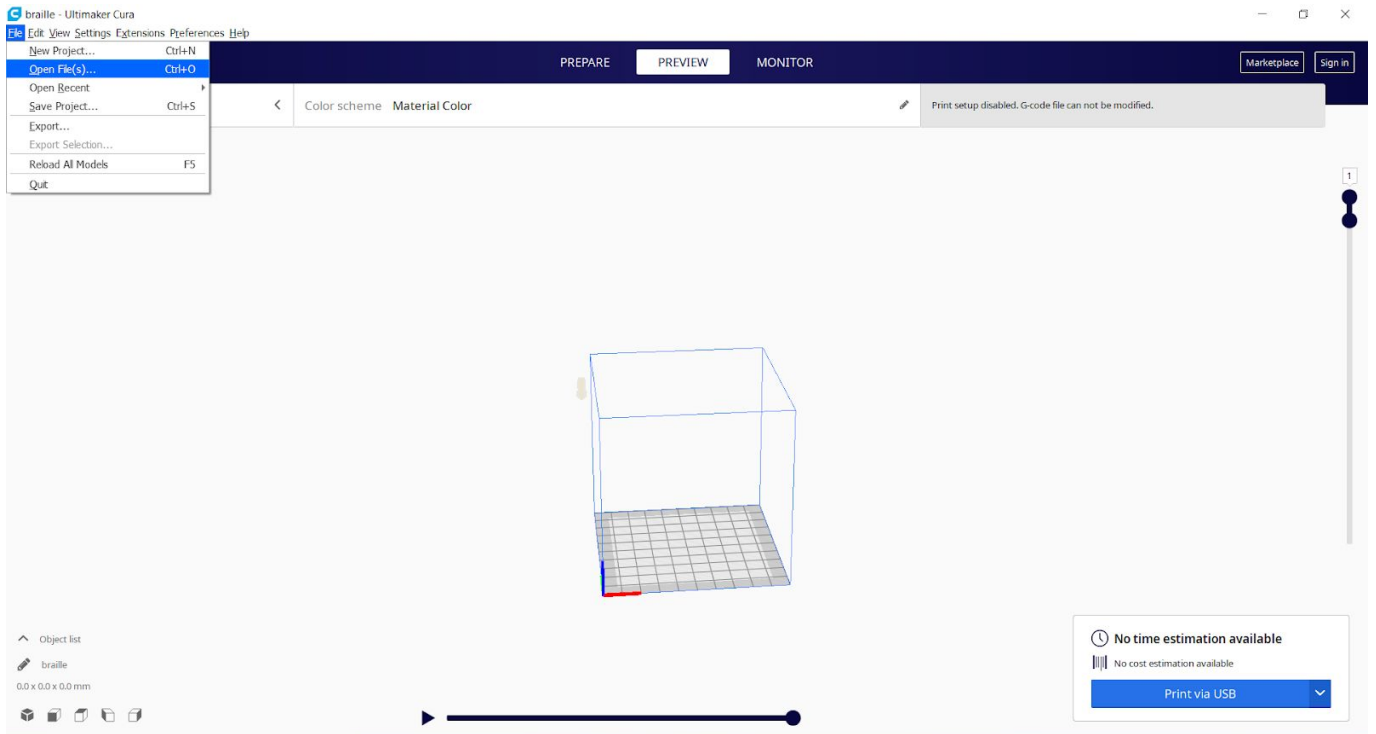 braille - Ultimaker Cura
File Edit View Settings Extensions Preferences Help
New Project... Ctrl+N
Open File(s)... Ctrl+O
Open Recent
Save Project... Ctrl+S
Export...
Export Selection...
Reload All Models F5
Quit
PREPARE PREVIEW MONITOR
Marketplace Sign in
Color scheme Material Color
Print setup disabled. G-code file can not be modified.
1
Object list
braille
0.0 x 0.0 x 0.0 mm
No time estimation available
No cost estimation available
Print via USB